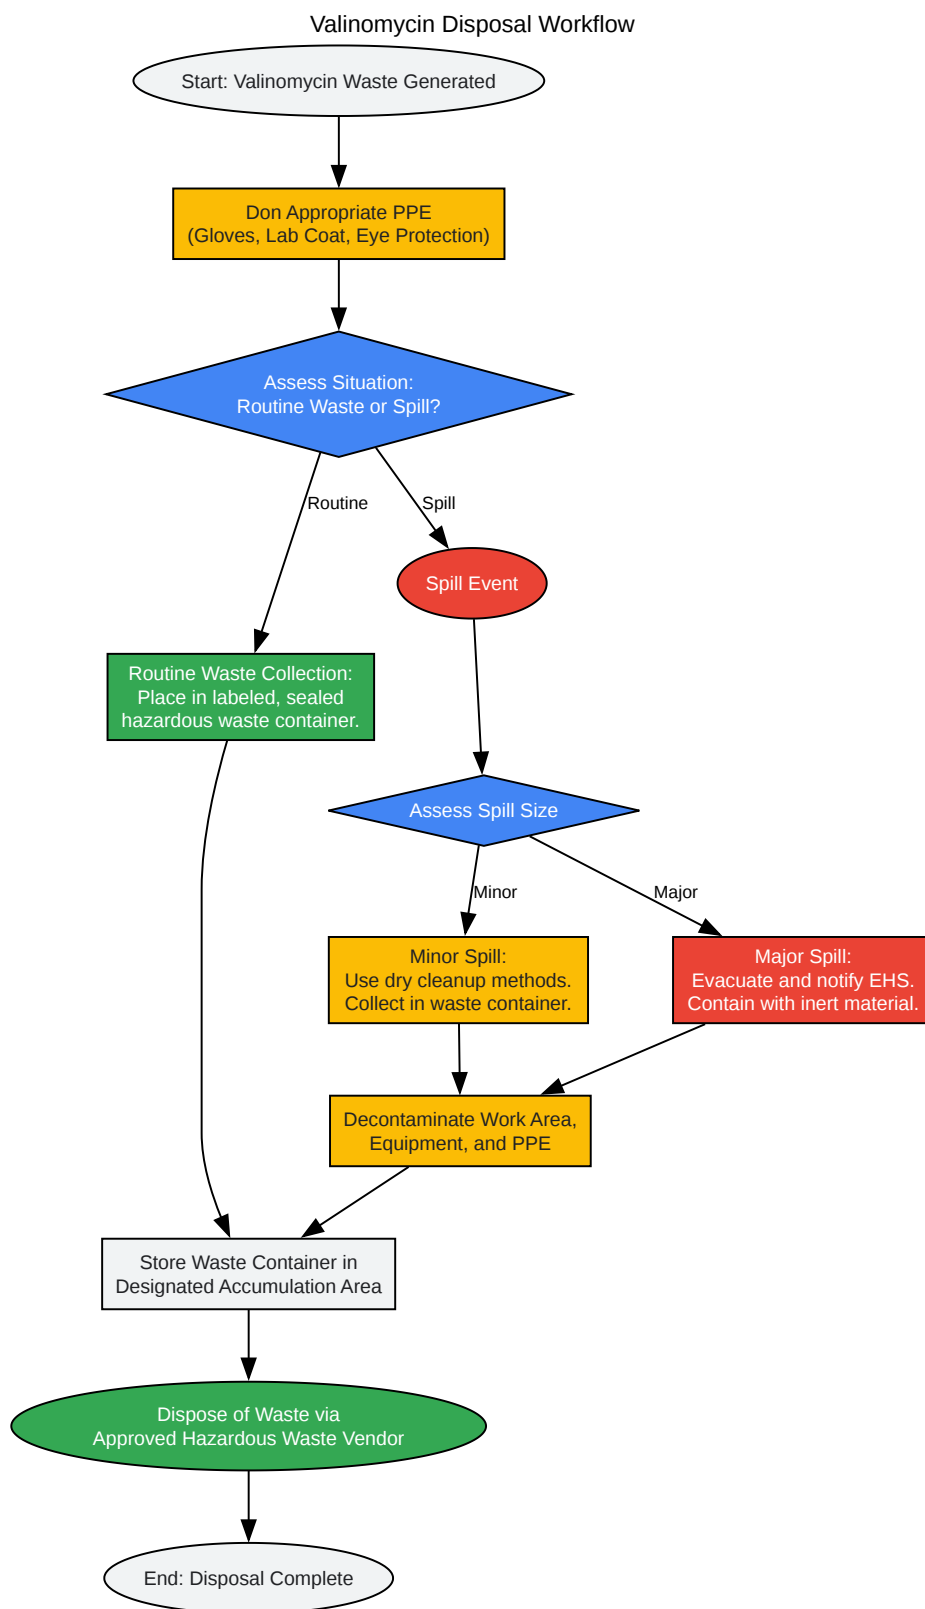 Valinomycin Disposal Workflow
Start: Valinomycin Waste Generated
Don Appropriate PPE
(Gloves, Lab Coat, Eye Protection)
Assess Situation:
Routine Waste or Spill?
Routine
Spill
Spill Event
Routine Waste Collection:
Place in labeled, sealed
hazardous waste container.
Assess Spill Size
Minor
Major
Minor Spill:
Use dry cleanup methods.
Collect in waste container.
Major Spill:
Evacuate and notify EHS.
Contain with inert material.
Decontaminate Work Area,
Equipment, and PPE
Store Waste Container in
Designated Accumulation Area
Dispose of Waste via
Approved Hazardous Waste Vendor
End: Disposal Complete